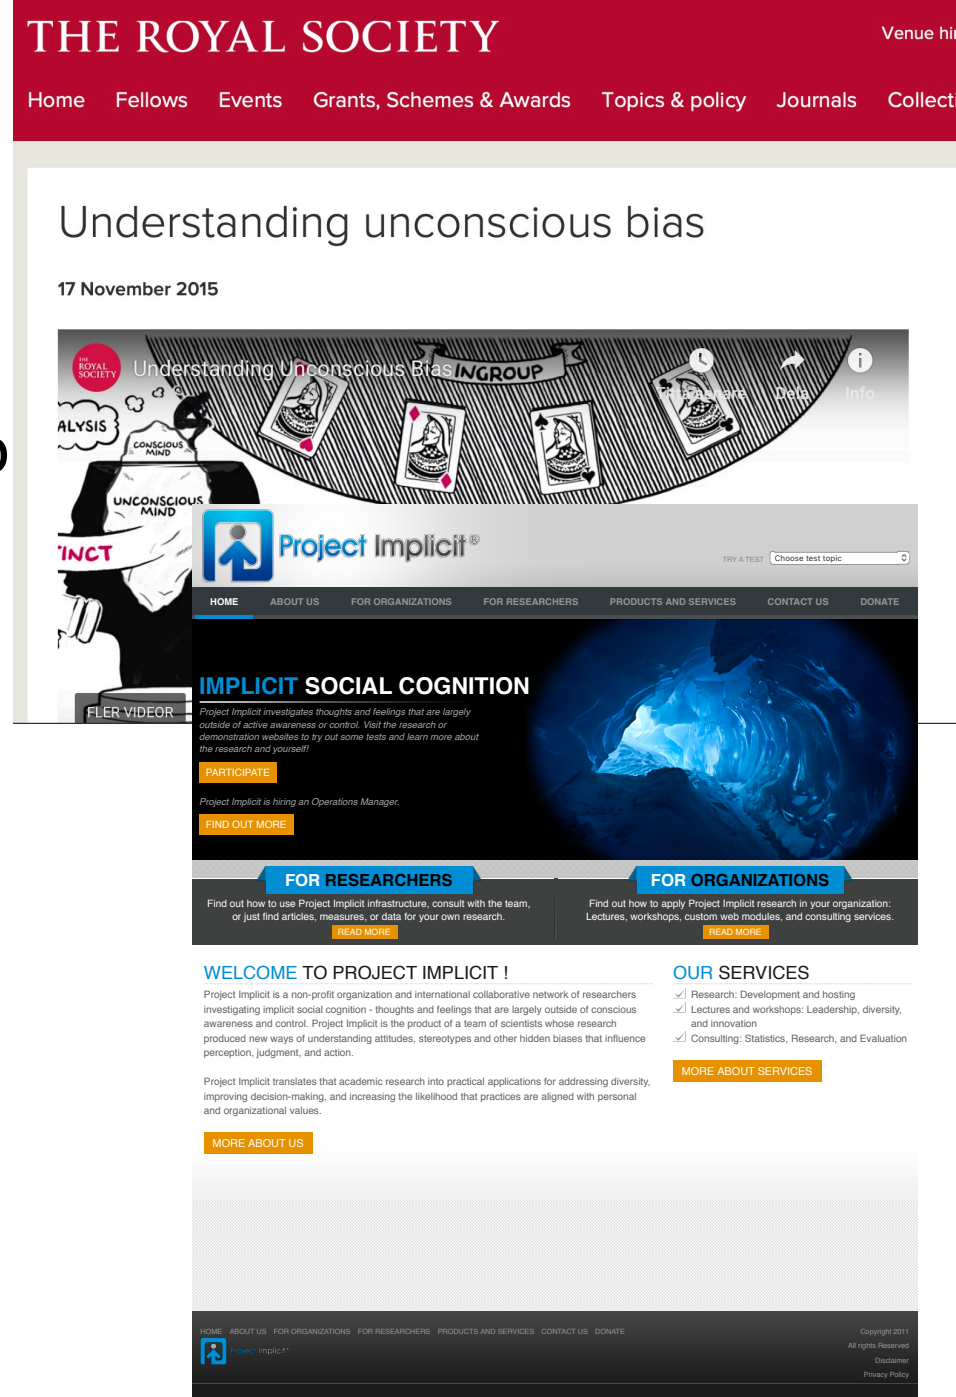 THE ROYAL SOCIETY
Venue
Home Fellows Events Grants, Schemes & Awards Topics & policy Journals
Understanding unconscious bias
17 November 2015
THE ROYAL SOCIETY
Understanding Unconscious Bias
INGROUP
Dela
Info
ALYSIS
CONSCIOUS MIND
UNCONSCIOUS MIND
INCT
FLER VIDEOR
Project Implicit®
TRY A TEST Choose test topic
HOME ABOUT US FOR ORGANIZATIONS FOR RESEARCHERS PRODUCTS AND SERVICES CONTACT US DONATE
IMPLICIT SOCIAL COGNITION
Project Implicit investigates thoughts and feelings that are largely
outside of active awareness or control. Visit the research or
demonstration websites to try out some tests and learn more about
the research and yourself!
PARTICIPATE
Project Implicit is hiring an Operations Manager.
FIND OUT MORE
FOR RESEARCHERS
Find out how to use Project Implicit infrastructure, consult with the team,
or just find articles, measures, or data for your own research.
READ MORE
FOR ORGANIZATIONS
Find out how to apply Project Implicit research in your organization:
Lectures, workshops, custom web modules, and consulting services.
READ MORE
WELCOME TO PROJECT IMPLICIT !
Project Implicit is a non-profit organization and international collaborative network of researchers
investigating implicit social cognition - thoughts and feelings that are largely outside of conscious
awareness and control. Project Implicit is the product of a team of scientists whose research
produced new ways of understanding attitudes, stereotypes and other hidden biases that influence
perception, judgment, and action.
Project Implicit translates that academic research into practical applications for addressing diversity,
improving decision-making, and increasing the likelihood that practices are aligned with personal
and organizational values.
MORE ABOUT US
OUR SERVICES
Research: Development and hosting
Lectures and workshops: Leadership, diversity,
and innovation
Consulting: Statistics, Research, and Evaluation
MORE ABOUT SERVICES
HOME ABOUT US FOR ORGANIZATIONS FOR RESEARCHERS PRODUCTS AND SERVICES CONTACT US DONATE
Project Implicit®
Copyright 2011
All rights Reserved
Disclaimer
Privacy Policy